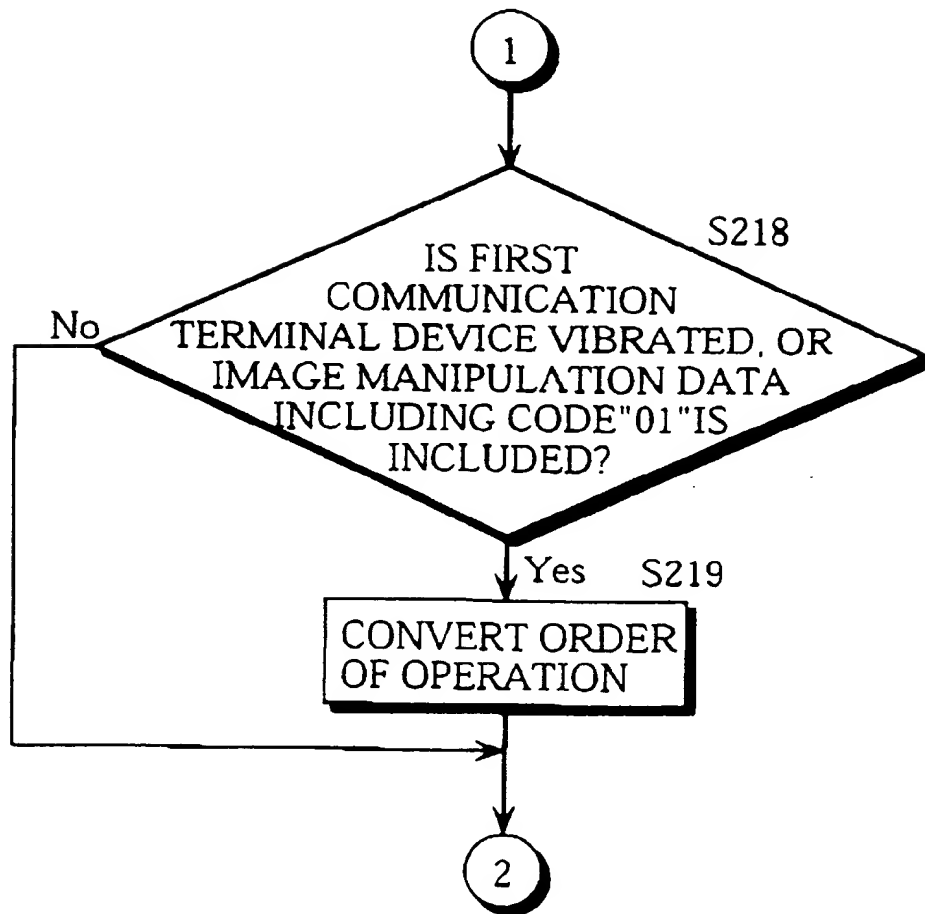 1
S218
IS FIRST
COMMUNICATION
TERMINAL DEVICE VIBRATED, OR
IMAGE MANIPULATION DATA
INCLUDING CODE"01"IS
INCLUDED?
No
Yes
S219
CONVERT ORDER
OF OPERATION
2